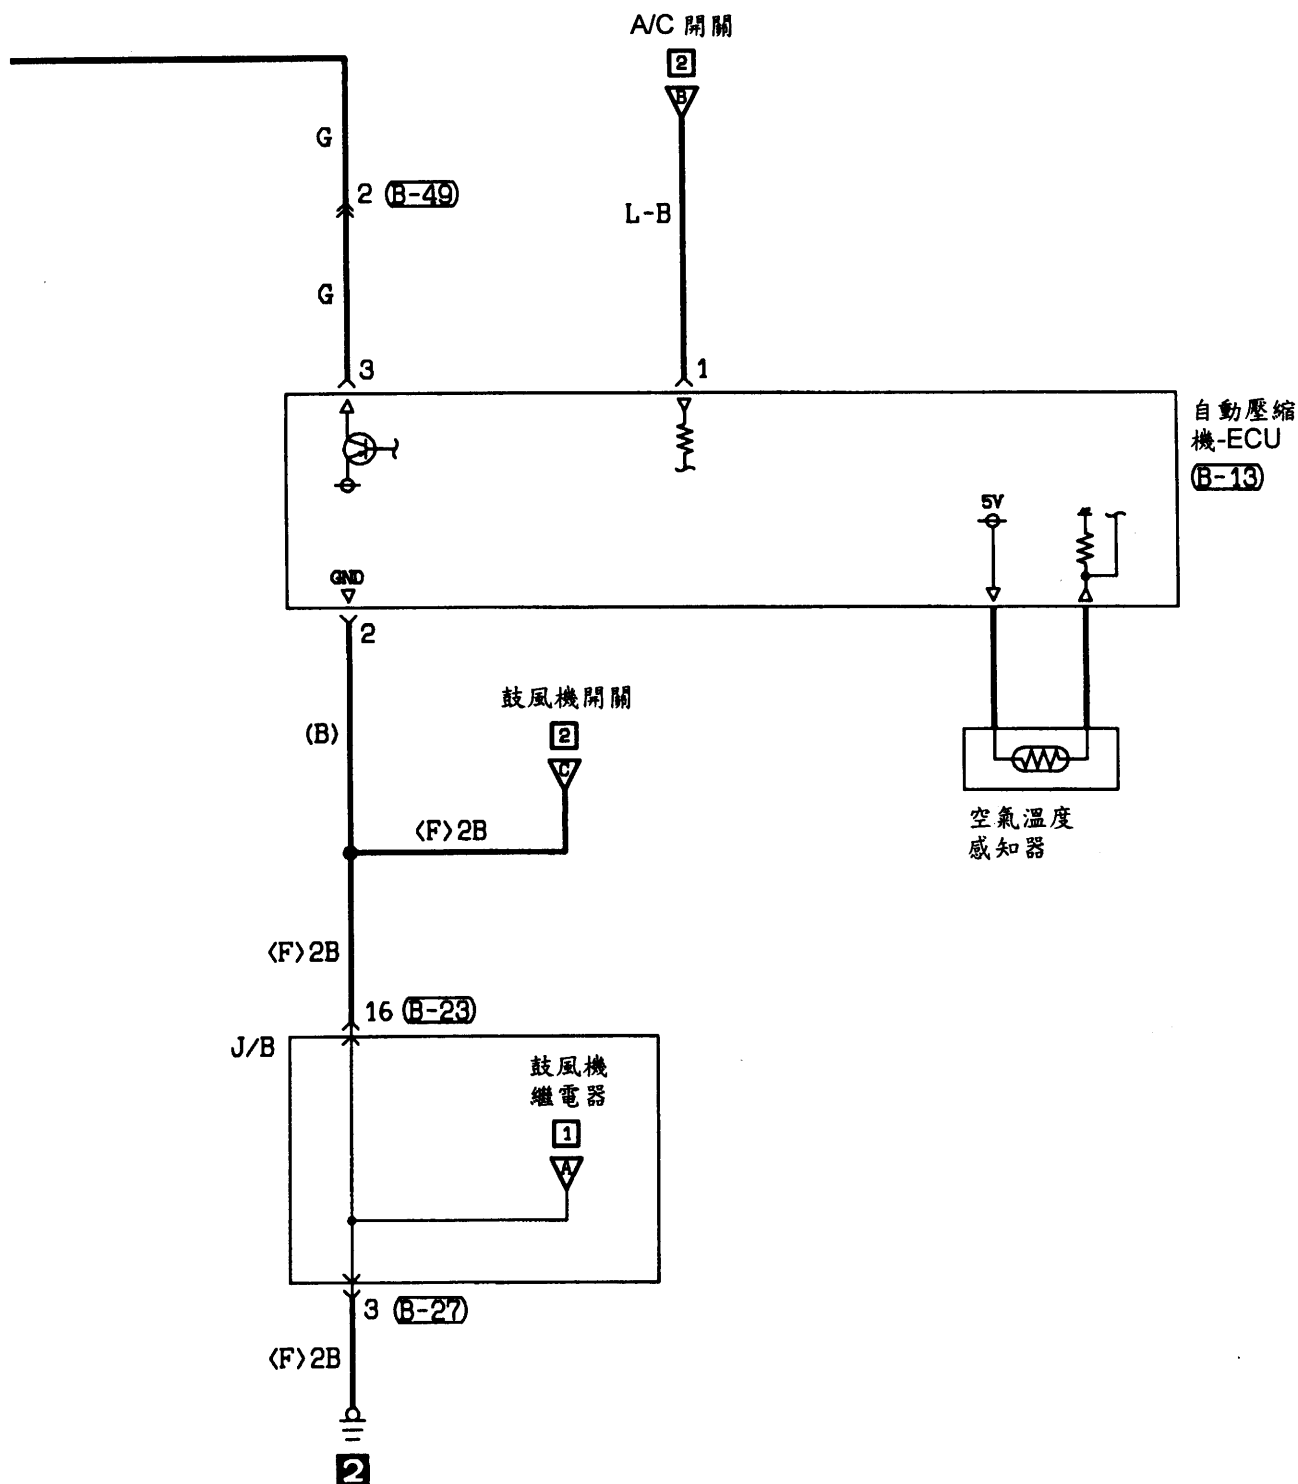 A/C 開關
2
B
G
2 (B-49)
L-B
G
3
1
自動壓縮
機-ECU
(B-13)
5V
GND
2
鼓風機開關
(B)
2
C
<F>2B
空氣溫度
感知器
<F>2B
16 (B-23)
J/B
鼓風機
繼電器
1
A
3 (B-27)
<F>2B
2